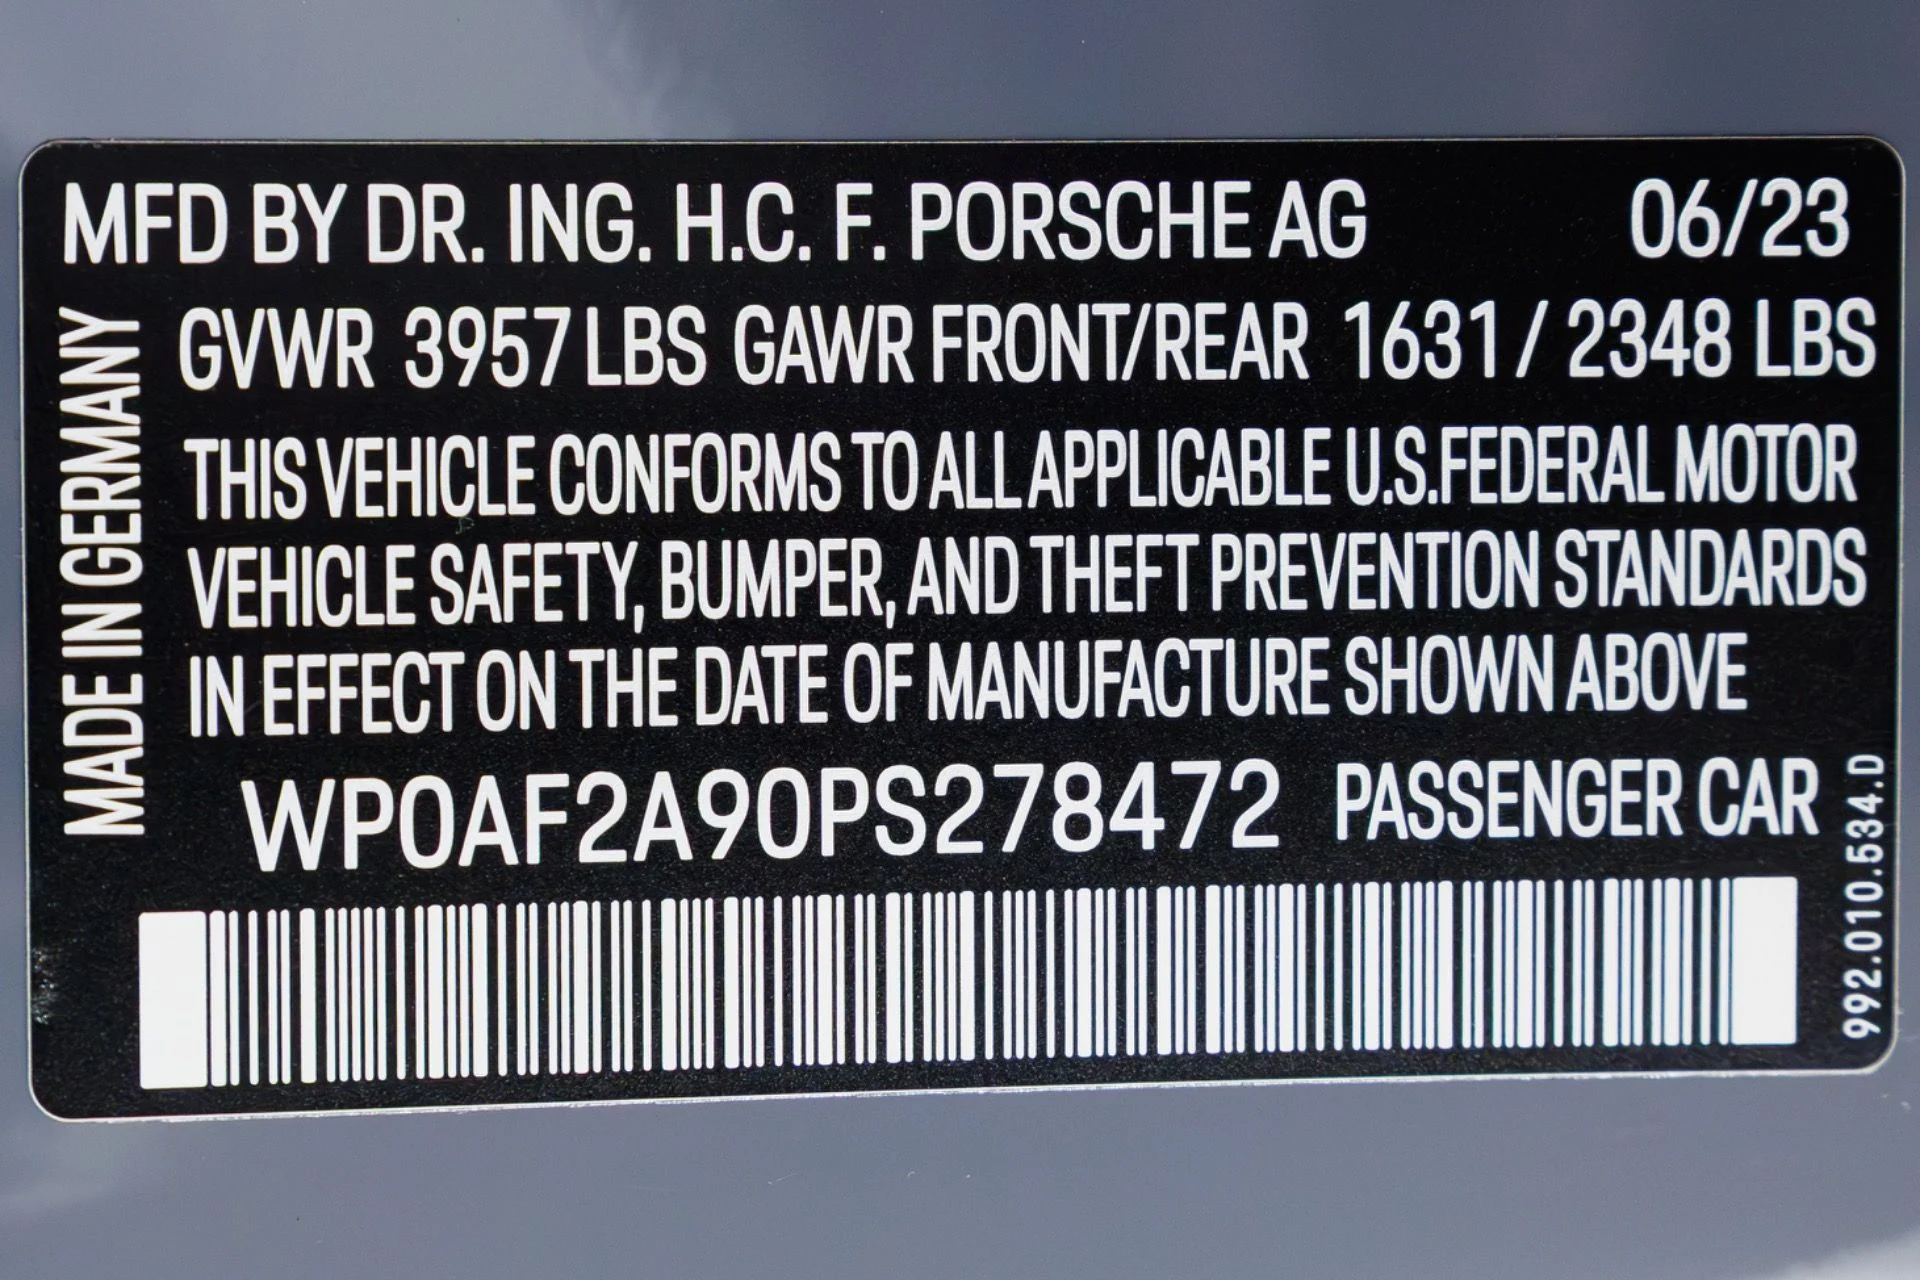 MFD BY DR. ING. H.C. F. PORSCHE AG 06/23
GVWR 3957 LBS GAWR FRONT/REAR 1631 / 2348 LBS
THIS VEHICLE CONFORMS TO ALL APPLICABLE U.S.FEDERAL MOTOR
VEHICLE SAFETY, BUMPER, AND THEFT PREVENTION STANDARDS
IN EFFECT ON THE DATE OF MANUFACTURE SHOWN ABOVE
WP0AF2A90PS278472 PASSENGER CAR
MADE IN GERMANY
992.010.534.D